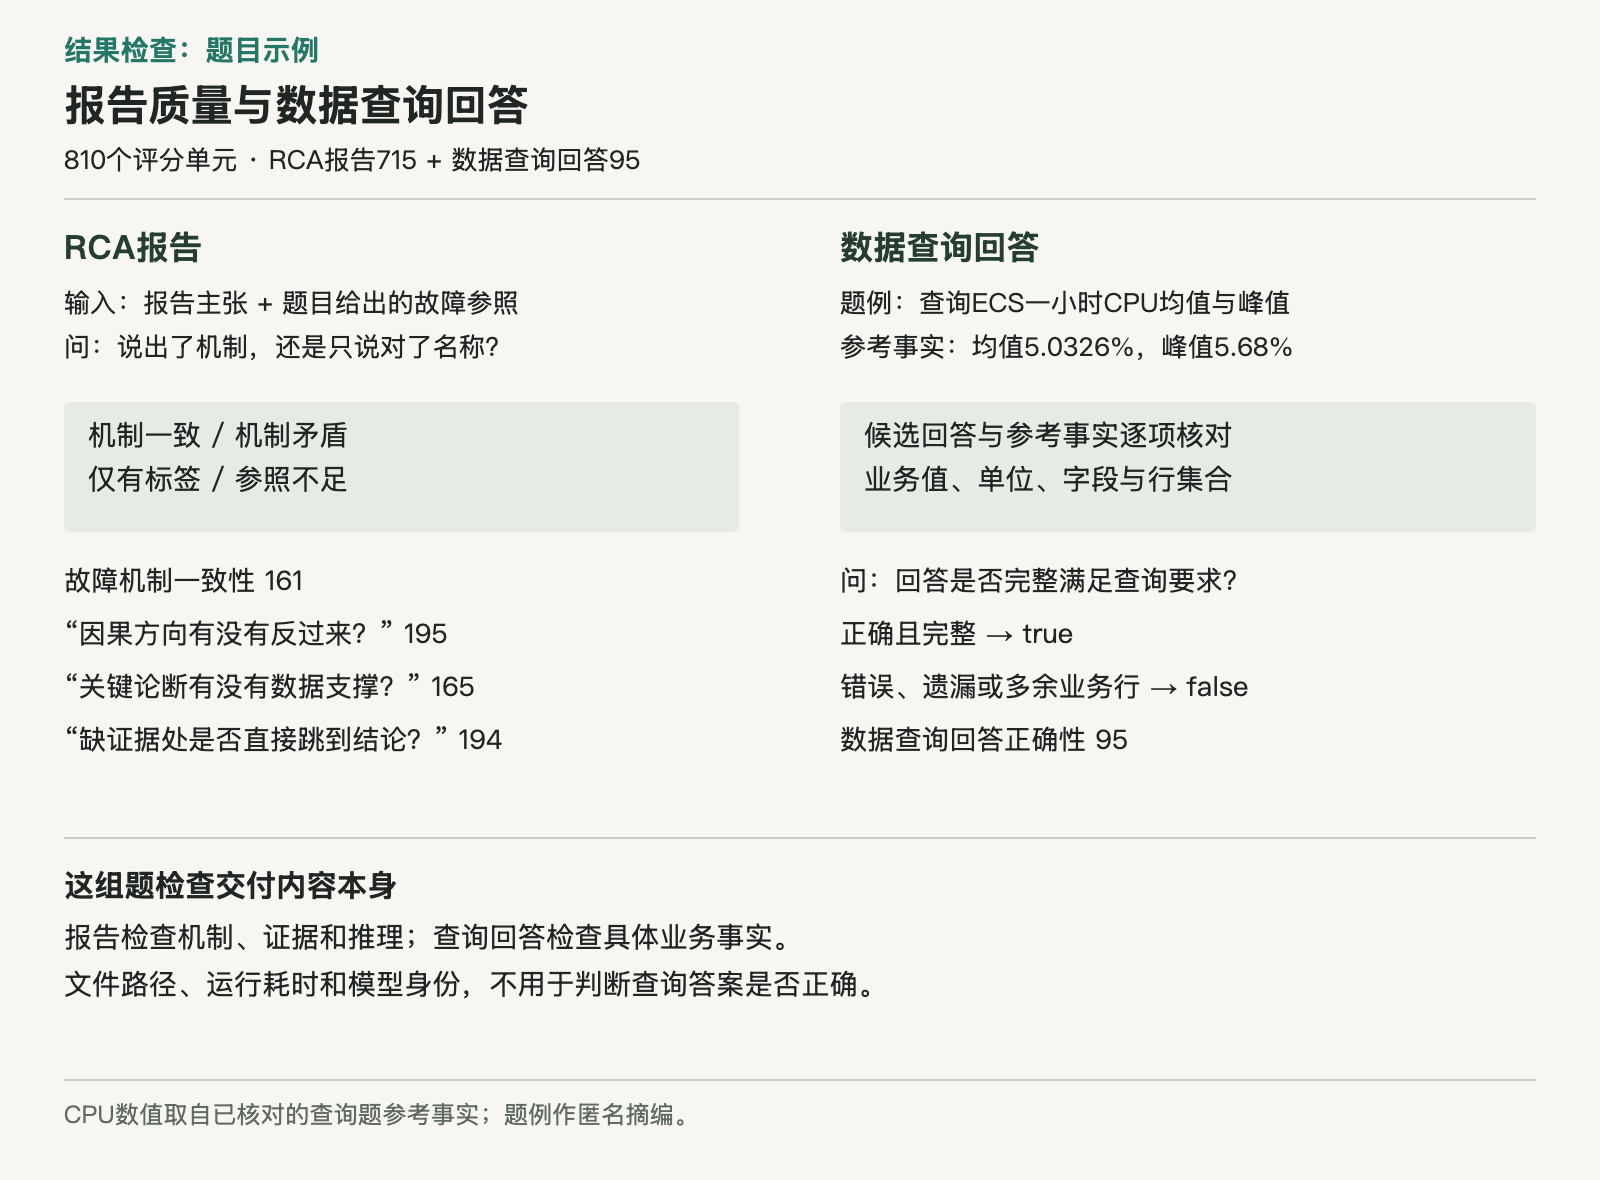 结果检查：题目示例
报告质量与数据查询回答
810个评分单元 · RCA报告715 + 数据查询回答95
RCA报告
输入：报告主张 + 题目给出的故障参照
问：说出了机制，还是只说对了名称？
机制一致 / 机制矛盾
仅有标签 / 参照不足
故障机制一致性 161
“因果方向有没有反过来？” 195
“关键论断有没有数据支撑？” 165
“缺证据处是否直接跳到结论？” 194
数据查询回答
题例：查询ECS一小时CPU均值与峰值
参考事实：均值5.0326%，峰值5.68%
候选回答与参考事实逐项核对
业务值、单位、字段与行集合
问：回答是否完整满足查询要求？
正确且完整 → true
错误、遗漏或多余业务行 → false
数据查询回答正确性 95
这组题检查交付内容本身
报告检查机制、证据和推理；查询回答检查具体业务事实。
文件路径、运行耗时和模型身份，不用于判断查询答案是否正确。
CPU数值取自已核对的查询题参考事实；题例作匿名摘编。